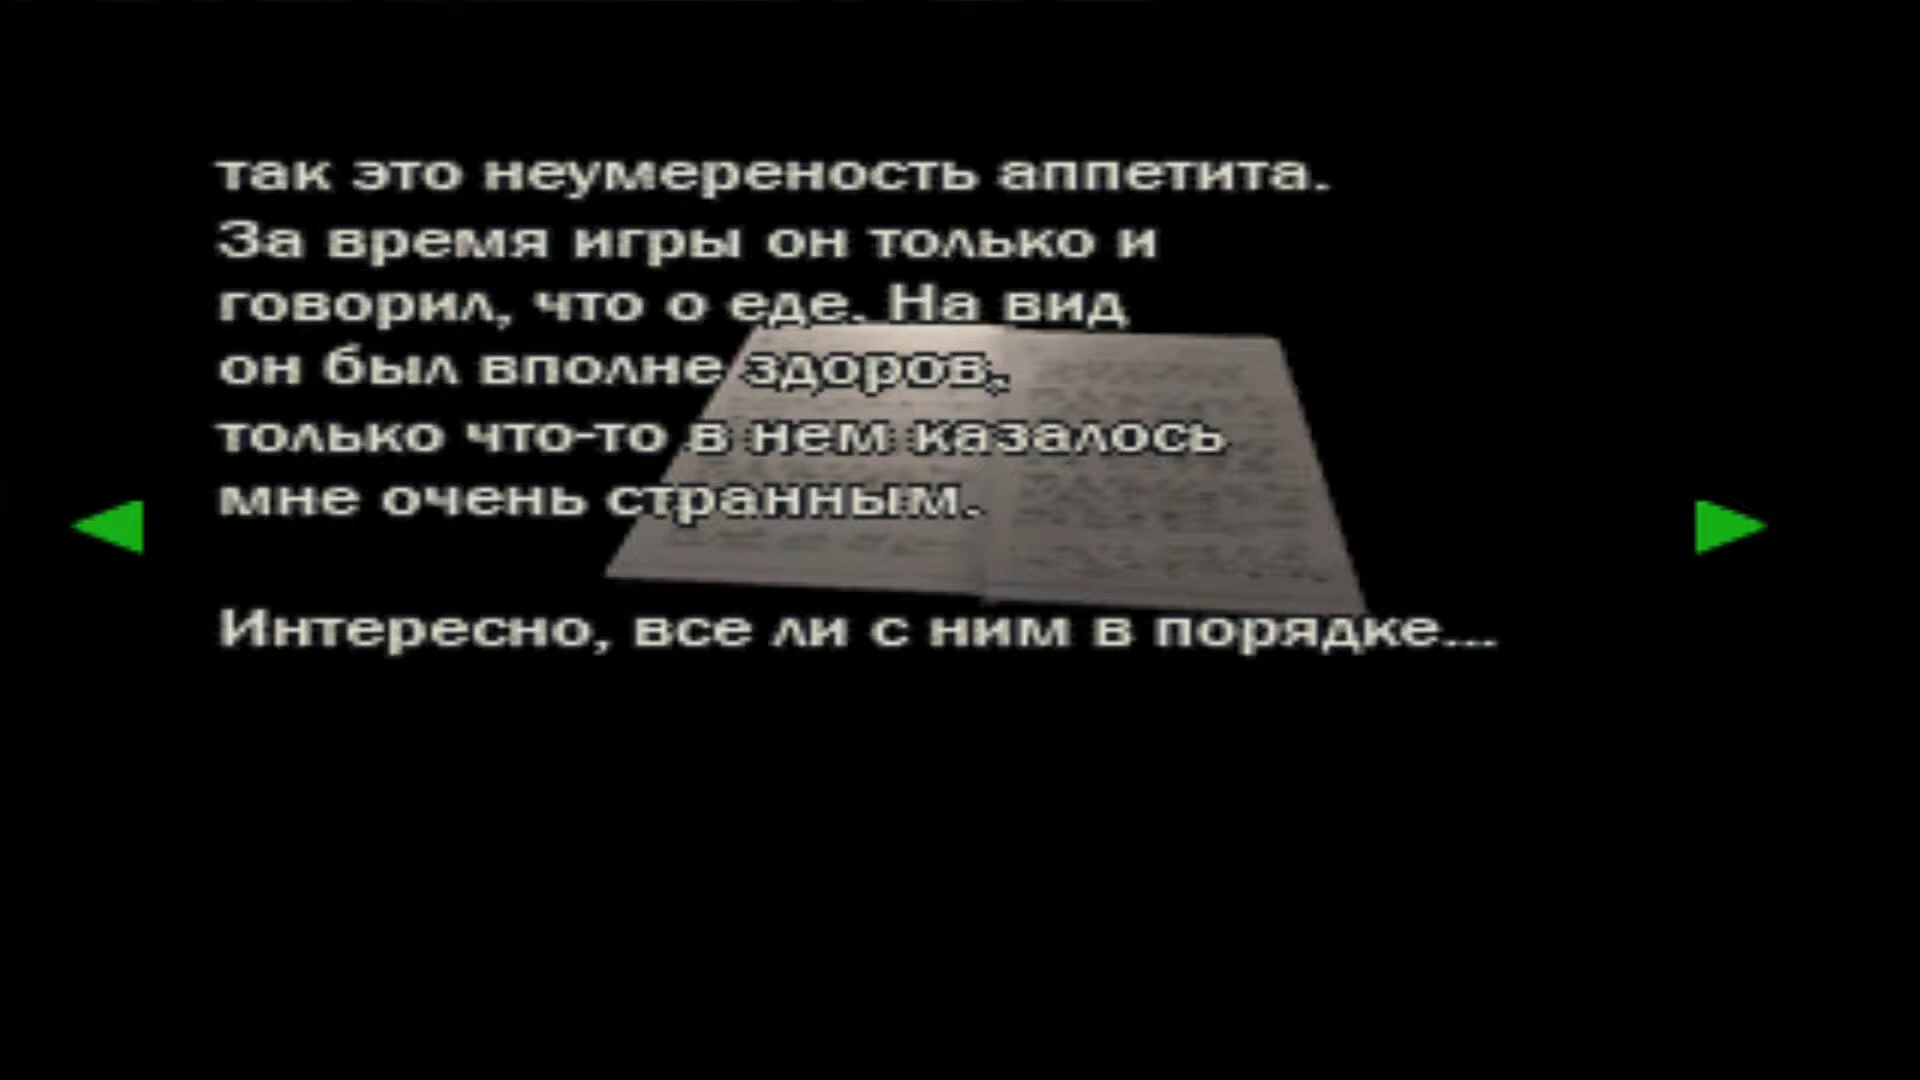 так это неумереность аппетита.
За время игры он только и
говорил, что о еде. На вид
он был вполне здоров,
только что-то в нем казалось
мне очень странным.
Интересно, все ли с ним в порядке...